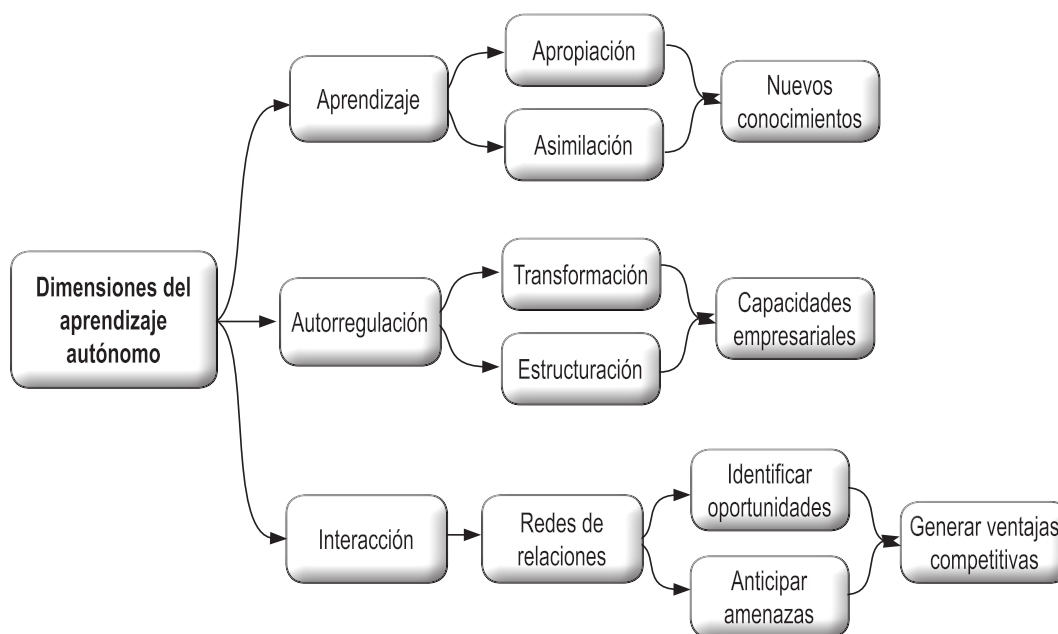 Dimensiones del
aprendizaje
autónomo
Aprendizaje
Apropiación
Asimilación
Nuevos
conocimientos
Autorregulación
Transformación
Estructuración
Capacidades
empresariales
Interacción
Redes de
relaciones
Identificar
oportunidades
Anticipar
amenazas
Generar ventajas
competitivas